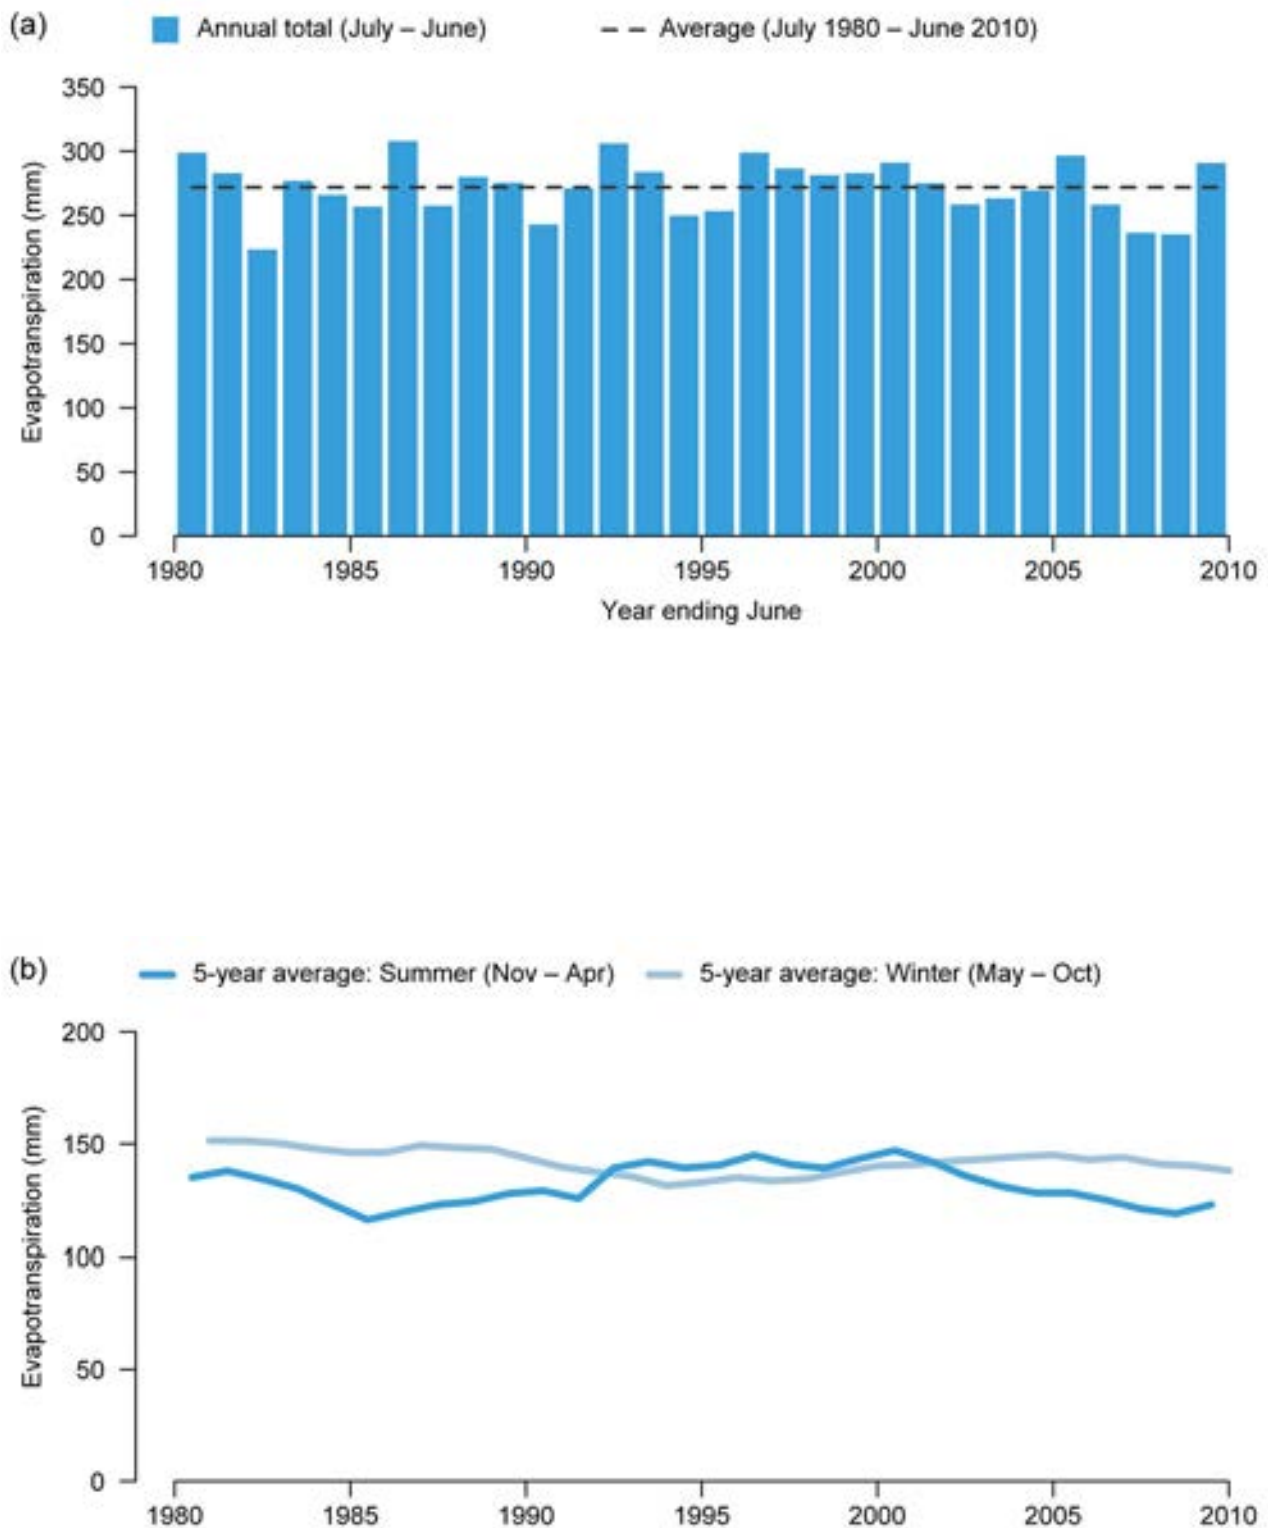 (a) Annual total (July – June) Average (July 1980 – June 2010)
350
300
250
200
150
100
50
0
Evapotranspiration (mm)
1980 1985 1990 1995 2000 2005 2010
Year ending June
(b) 5-year average: Summer (Nov – Apr) 5-year average: Winter (May – Oct)
200
150
100
50
0
Evapotranspiration (mm)
1980 1985 1990 1995 2000 2005 2010